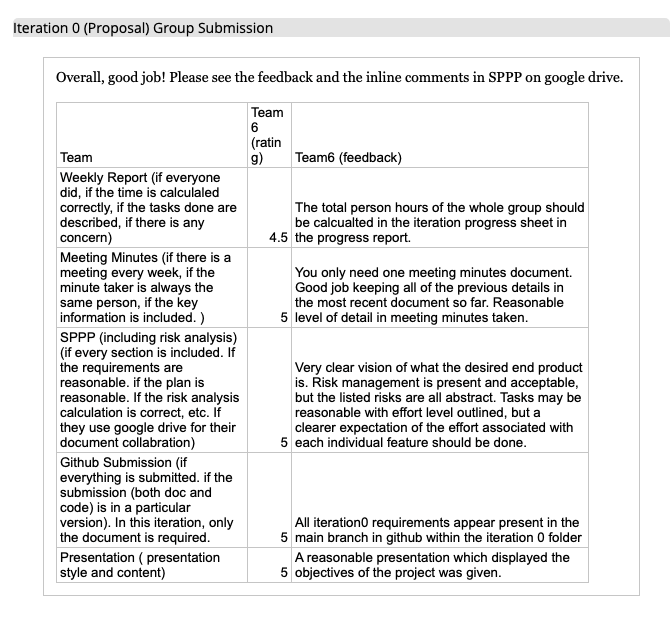 Iteration 0 (Proposal) Group Submission
Overall, good job! Please see the feedback and the inline comments in SPPP on google drive.
Team
Team
6
(ratin
g)
Team6 (feedback)
Weekly Report (if everyone
did, if the time is calculaled
correctly, if the tasks done are
described, if there is any
concern)
4.5
The total person hours of the whole group should
be calcualted in the iteration progress sheet in
the progress report.
Meeting Minutes (if there is a
meeting every week, if the
minute taker is always the
same person, if the key
information is included. )
5
You only need one meeting minutes document.
Good job keeping all of the previous details in
the most recent document so far. Reasonable
level of detail in meeting minutes taken.
SPPP (including risk analysis)
(if every section is included. If
the requirements are
reasonable. if the plan is
reasonable. If the risk analysis
calculation is correct, etc. If
they use google drive for their
document collabration)
5
Very clear vision of what the desired end product
is. Risk management is present and acceptable,
but the listed risks are all abstract. Tasks may be
reasonable with effort level outlined, but a
clearer expectation of the effort associated with
each individual feature should be done.
Github Submission (if
everything is submitted. if the
submission (both doc and
code) is in a particular
version). In this iteration, only
the document is required.
5
All iteration0 requirements appear present in the
main branch in github within the iteration 0 folder
Presentation ( presentation
style and content)
5
A reasonable presentation which displayed the
objectives of the project was given.